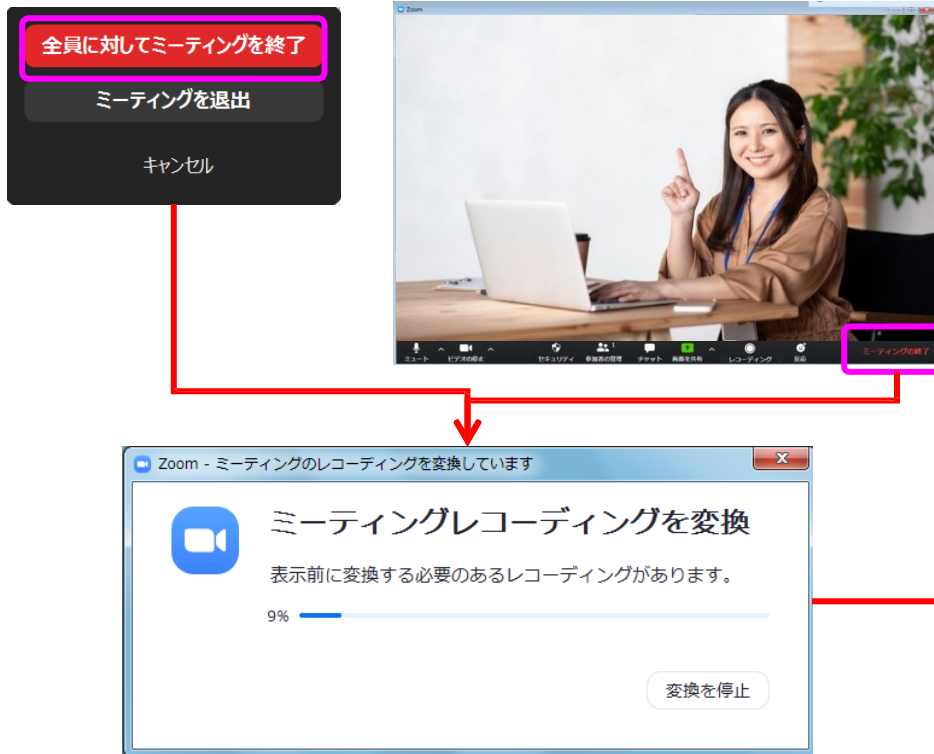 全員に対してミーティングを終了
ミーティングを退出
キャンセル
Zoom
ミュート
ビデオの停止
セキュリティ
1
参加者の管理
チャット
画面を共有
レコーディング
反応
ミーティングの終了
Zoom - ミーティングのレコーディングを変換しています
ミーティングレコーディングを変換
表示前に変換する必要のあるレコーディングがあります。
9%
変換を停止